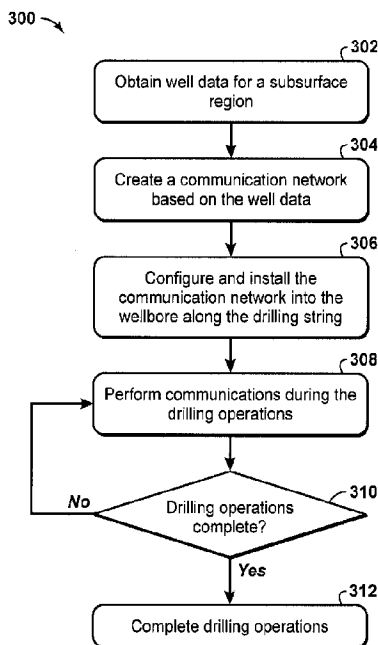 300
302
Obtain well data for a subsurface
region
304
Create a communication network
based on the well data
306
Configure and install the
communication network into the
wellbore along the drilling string
308
Perform communications during the
drilling operations
310
No
Drilling operations
complete?
Yes
312
Complete drilling operations